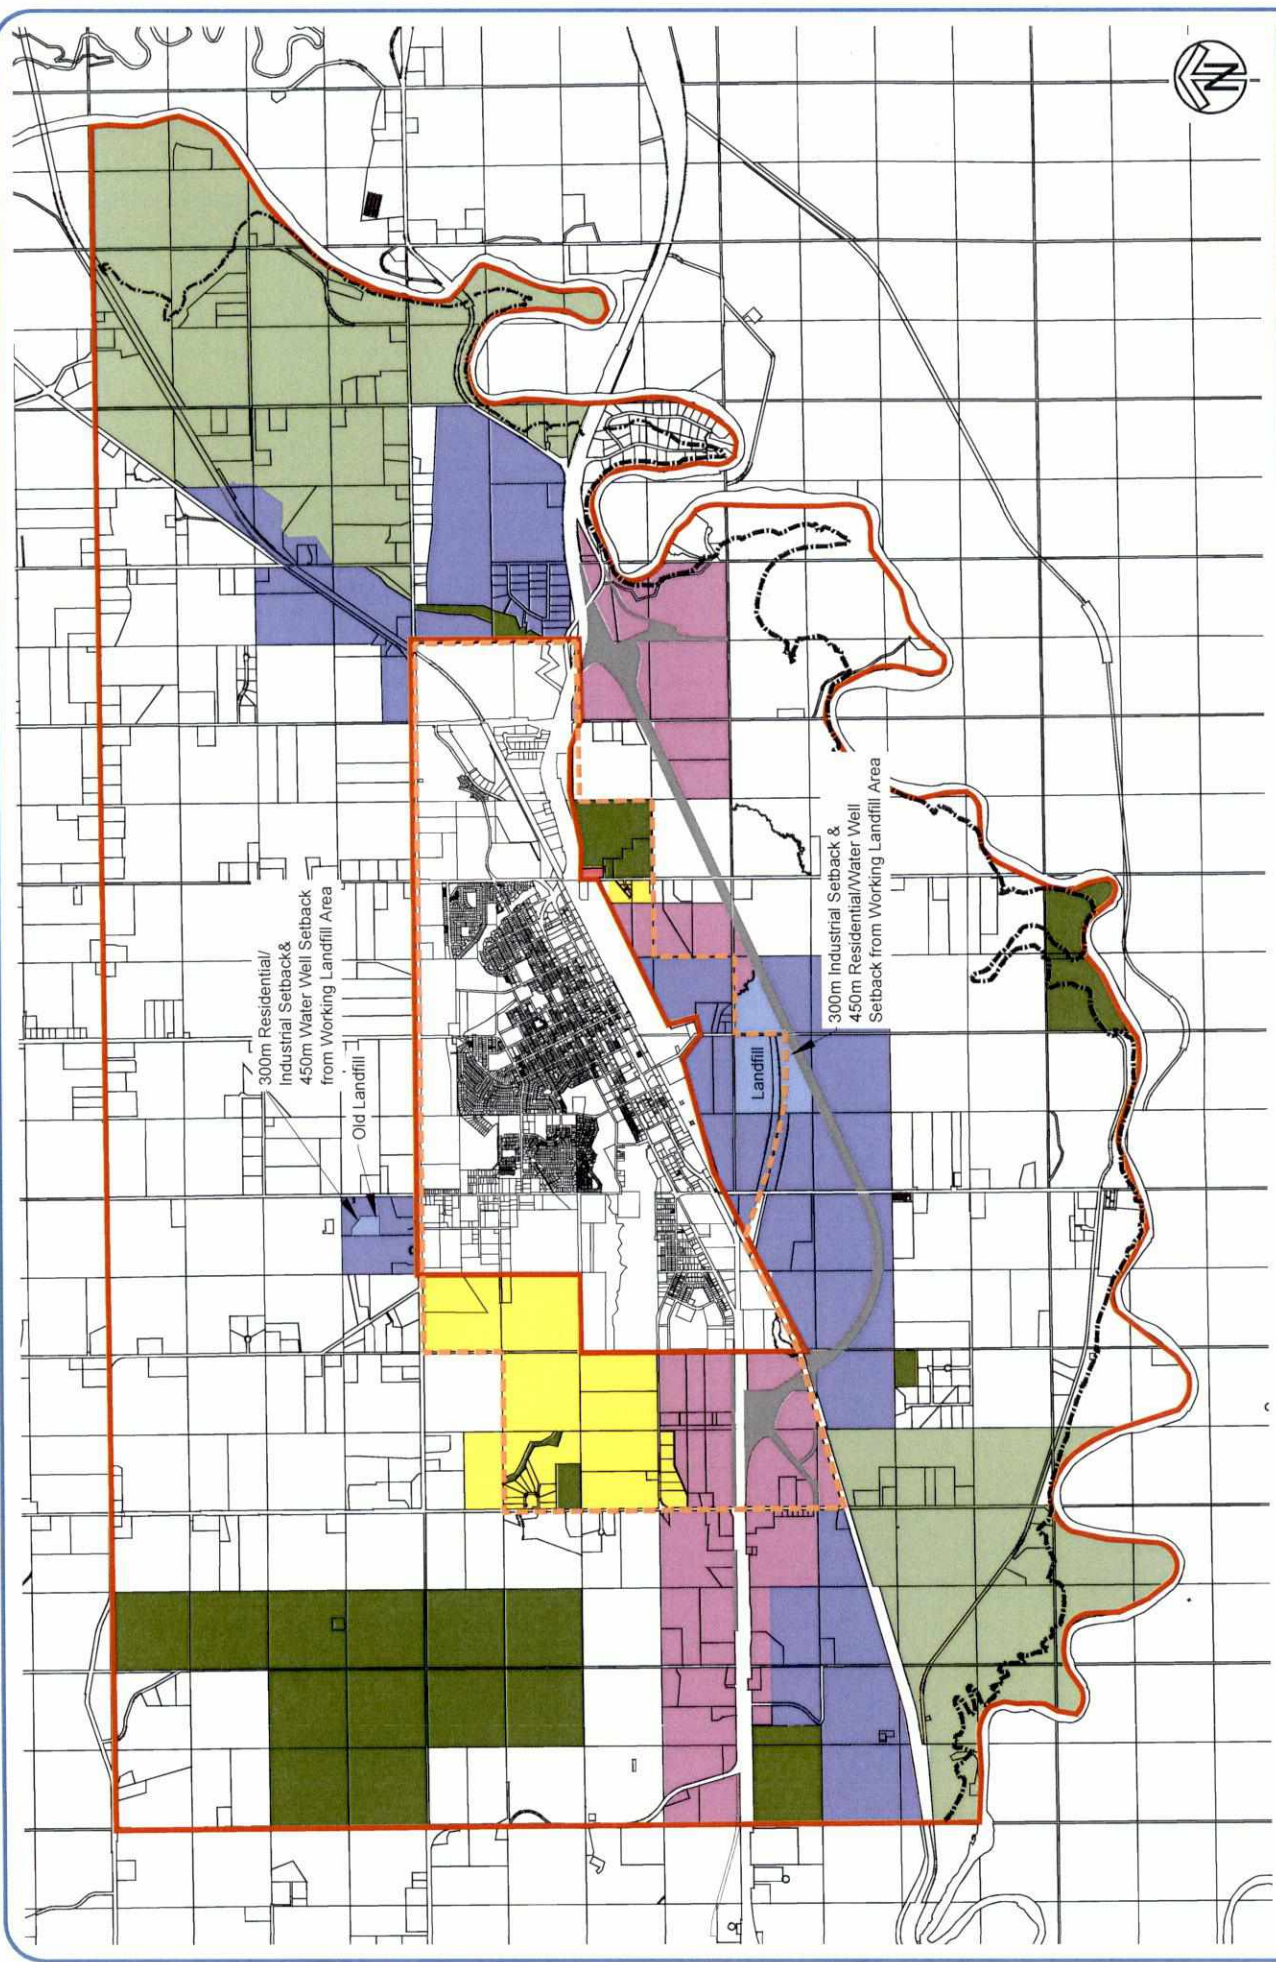 300m Residential/
Industrial Setback&
450m Water Well Setback
from Working Landfill Area
Old Landfill
Landfill
300m Industrial Setback &
450m Residential/Water Well
Setback from Working Landfill Area
N